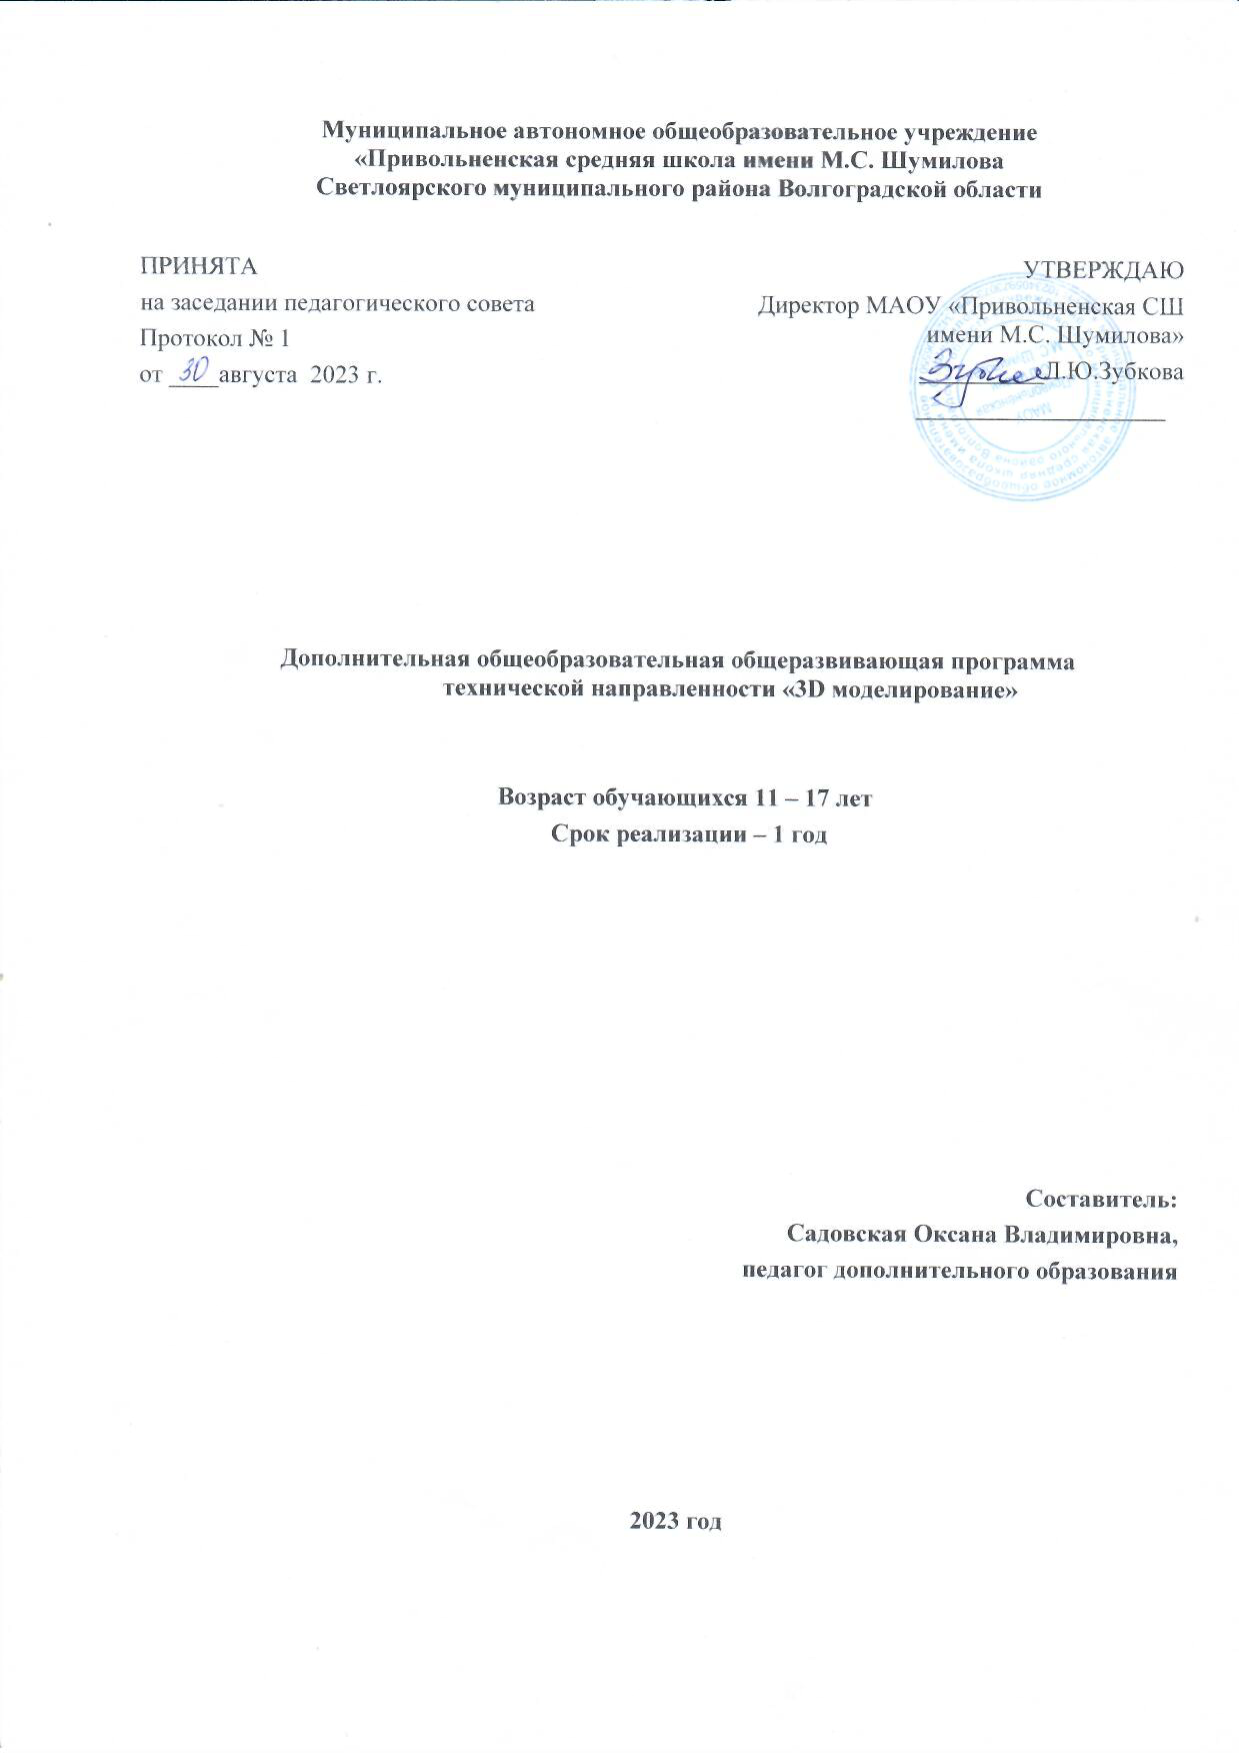 Муниципальное автономное общеобразовательное учреждение
«Привольненская средняя школа имени М.С. Шумилова
Светлоярского муниципального района Волгоградской области
ПРИНЯТА
на заседании педагогического совета
Протокол № 1
от 30 августа 2023 г.
УТВЕРЖДАЮ
Директор МАОУ «Привольненская СШ
имени М.С. Шумилова»
Л.Ю.Зубкова
МАОУ
Дополнительная общеобразовательная общеразвивающая программа
технической направленности «3D моделирование»
Возраст обучающихся 11 – 17 лет
Срок реализации – 1 год
Составитель:
Садовская Оксана Владимировна,
педагог дополнительного образования
2023 год